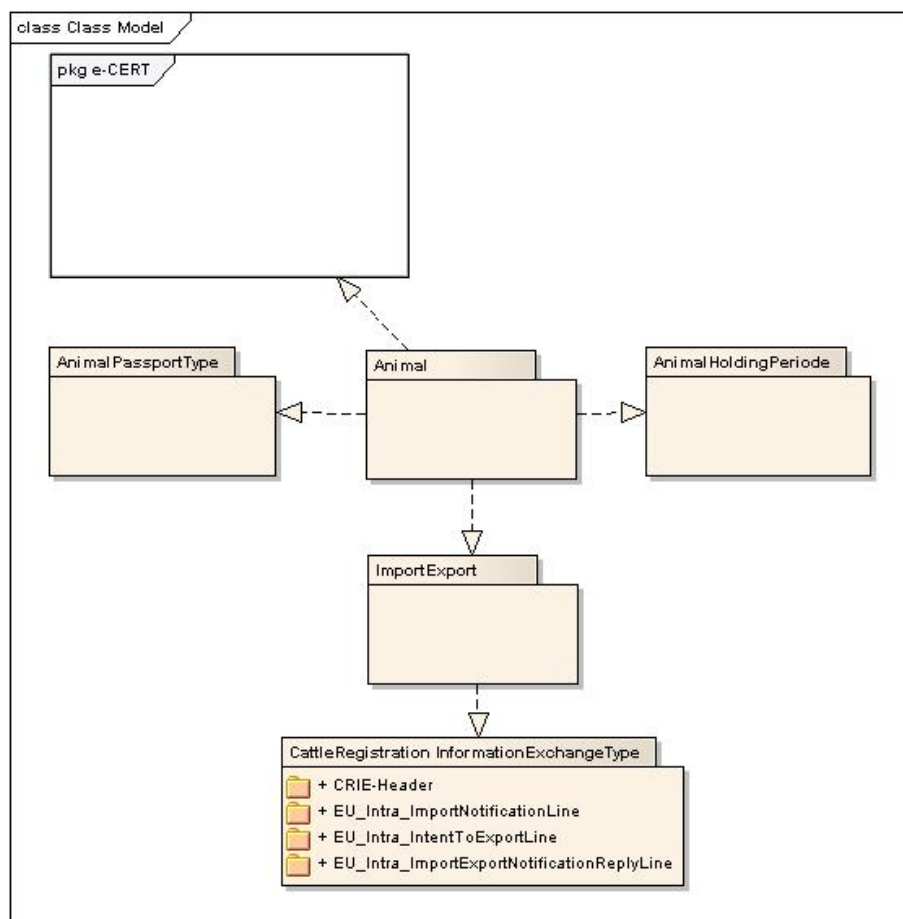 class Class Model
pkg e-CERT
AnimalPassportType
Animal
AnimalHoldingPeriode
ImportExport
CattleRegistration InformationExchangeType
+ CRIE-Header
+ EU_Intra_ImportNotificationLine
+ EU_Intra_IntentToExportLine
+ EU_Intra_ImportExportNotificationReplyLine